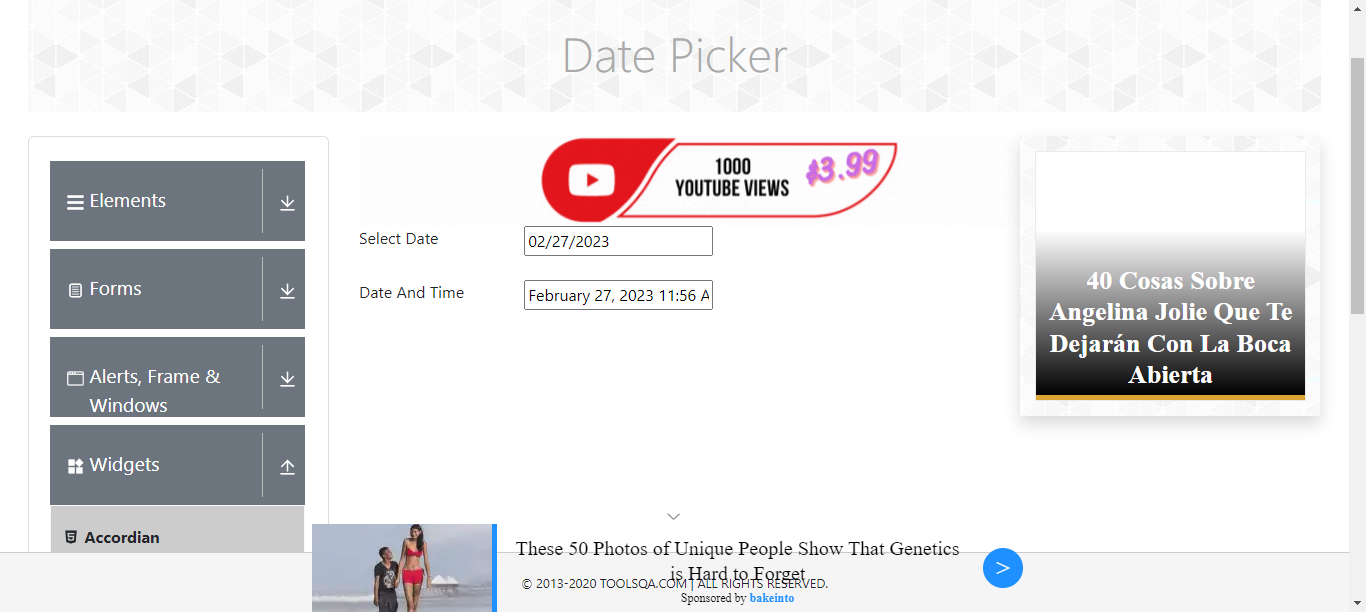 Date Picker
Elements
Forms
Alerts, Frame &
Windows
Widgets
Accordian
1000
YOUTUBE VIEWS
$3.99
Select Date
02/27/2023
Date And Time
February 27, 2023 11:56 A
40 Cosas Sobre
Angelina Jolie Que Te
Dejarán Con La Boca
Abierta
These 50 Photos of Unique People Show That Genetics
is Hard to Forget
>
© 2013-2020 TOOLSQA.COM | ALL RIGHTS RESERVED.
Sponsored by bakeinto